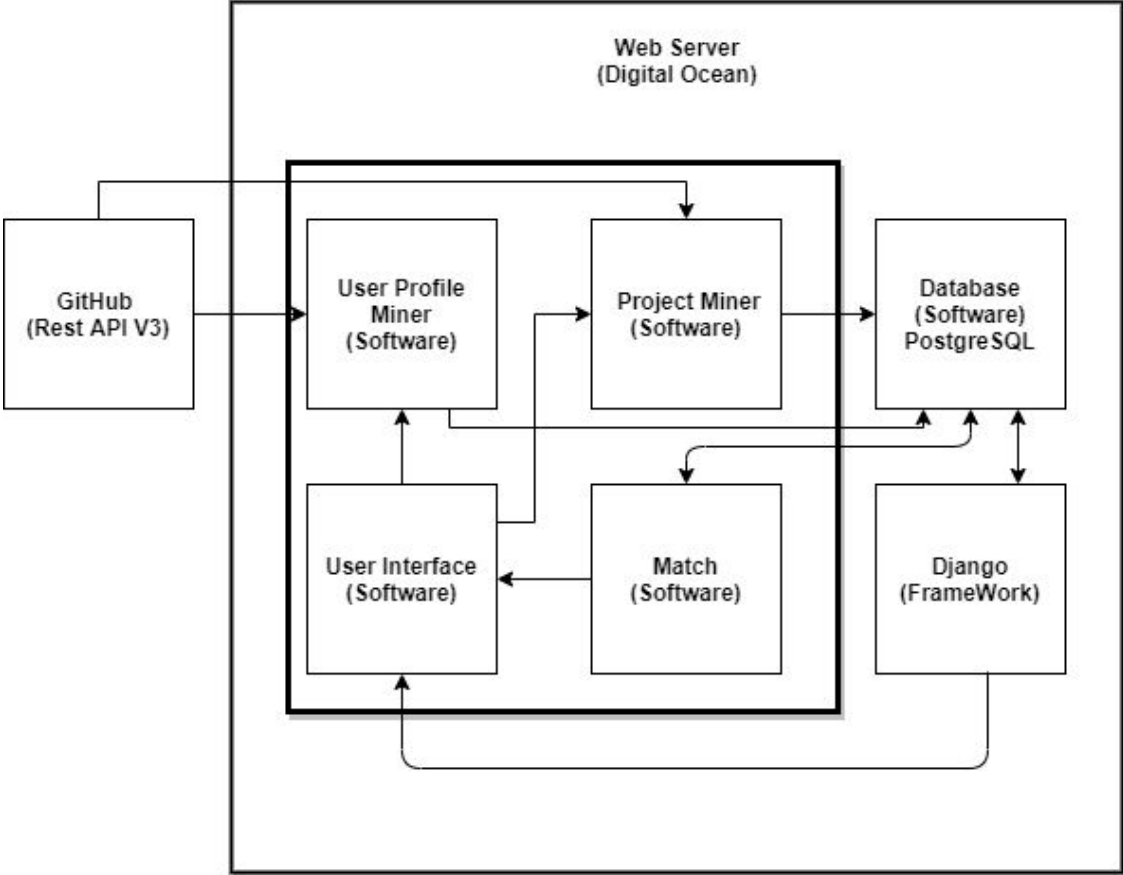 Web Server
(Digital Ocean)
GitHub
(Rest API V3)
User Profile
Miner
(Software)
Project Miner
(Software)
Database
(Software)
PostgreSQL
User Interface
(Software)
Match
(Software)
Django
(FrameWork)